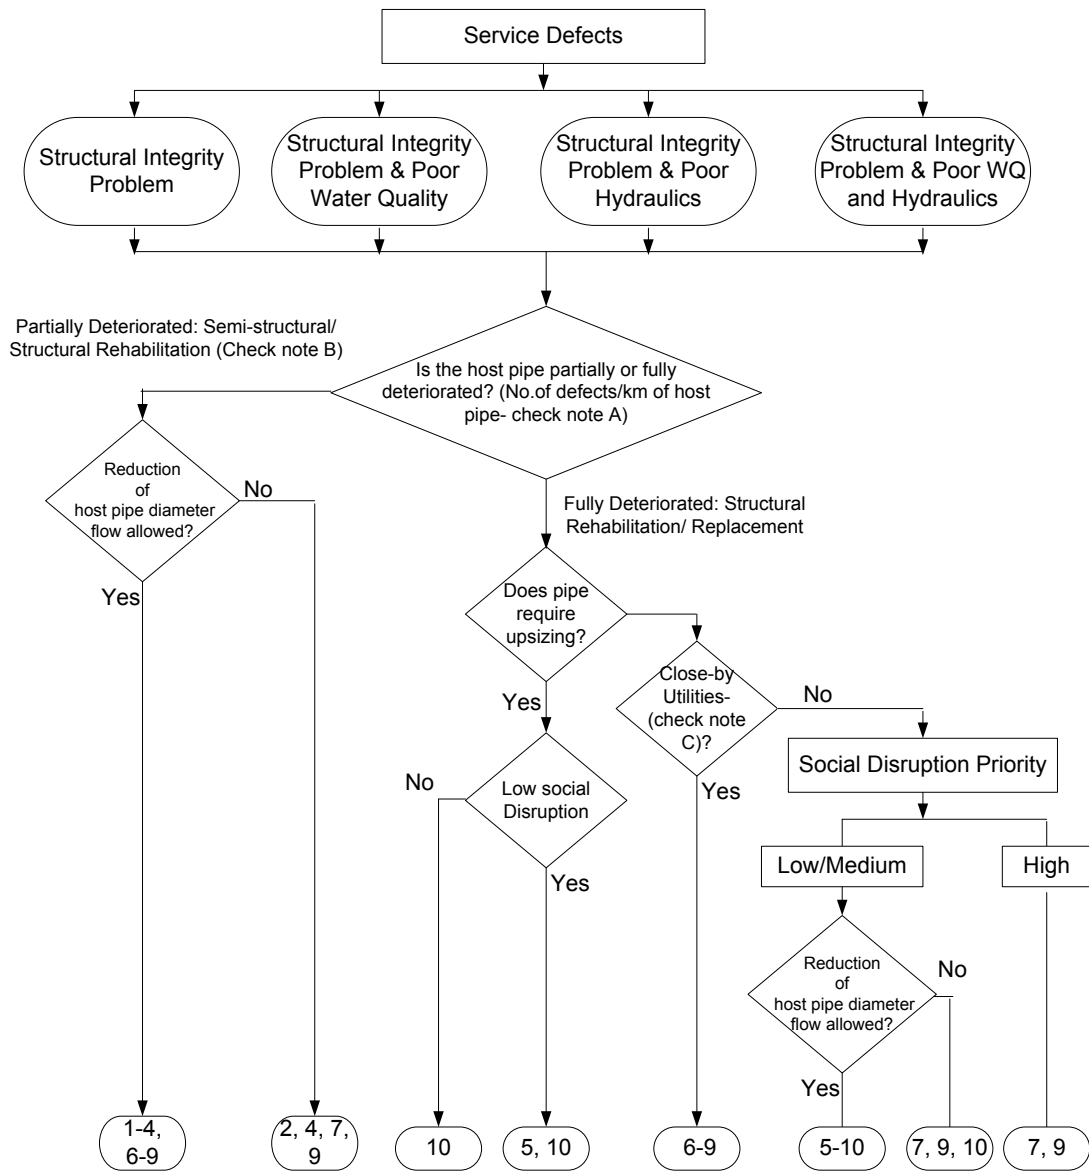 Service Defects
Structural Integrity
Problem
Structural Integrity
Problem & Poor
Water Quality
Structural Integrity
Problem & Poor
Hydraulics
Structural Integrity
Problem & Poor WQ
and Hydraulics
Partially Deteriorated: Semi-structural/
Structural Rehabilitation (Check note B)
Is the host pipe partially or fully
deteriorated? (No.of defects/km of host
pipe- check note A)
Reduction
of
host pipe diameter
flow allowed?
No
Yes
Fully Deteriorated: Structural
Rehabilitation/ Replacement
Does pipe
require
upsizing?
Yes
Close-by
Utilities-
(check note
C)?
No
Yes
Low social
Disruption
No
Yes
Social Disruption Priority
Low/Medium
High
Reduction
of
host pipe diameter
flow allowed?
No
Yes
1-4,
6-9
2, 4, 7,
9
10
5, 10
6-9
5-10
7, 9, 10
7, 9